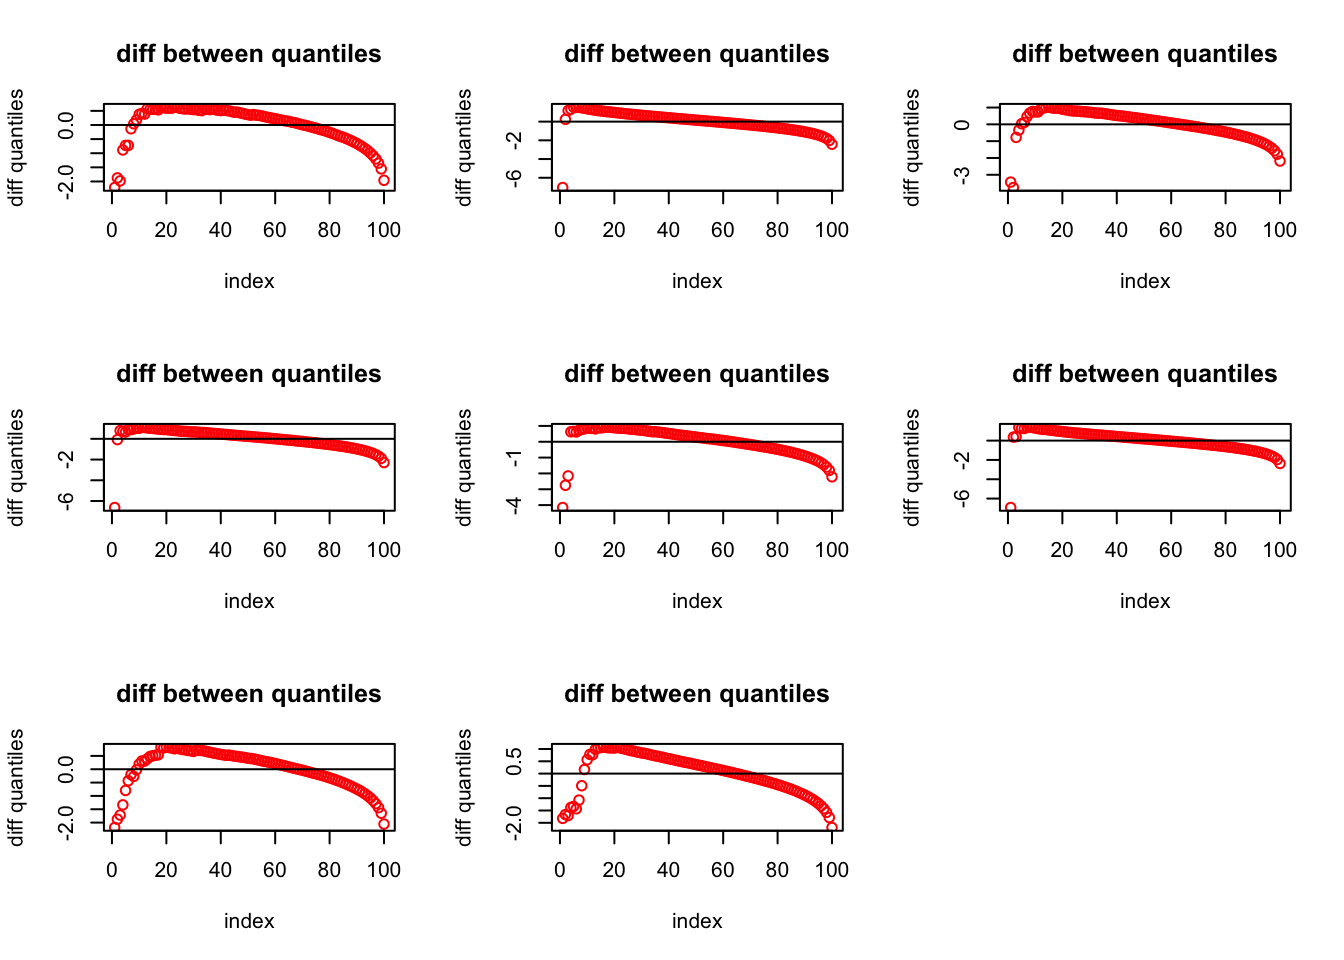 diff between quantiles
diff quantiles
0.0
-2.0
0 20 40 60 80 100
index
diff between quantiles
diff quantiles
-2
-6
0 20 40 60 80 100
index
diff between quantiles
diff quantiles
0
-3
0 20 40 60 80 100
index
diff between quantiles
diff quantiles
-2
-6
0 20 40 60 80 100
index
diff between quantiles
diff quantiles
-1
-4
0 20 40 60 80 100
index
diff between quantiles
diff quantiles
-2
-6
0 20 40 60 80 100
index
diff between quantiles
diff quantiles
0.0
-2.0
0 20 40 60 80 100
index
diff between quantiles
diff quantiles
0.5
-2.0
0 20 40 60 80 100
index